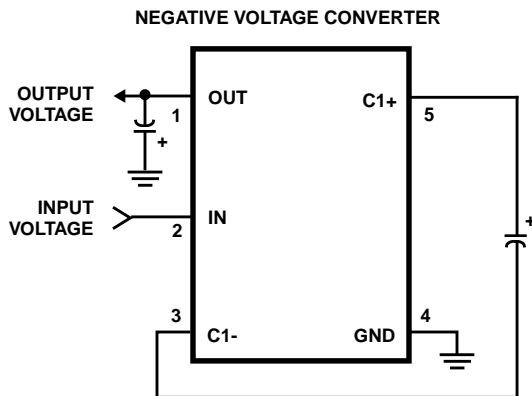 NEGATIVE VOLTAGE CONVERTER
OUTPUT
VOLTAGE
1
OUT
C1+
5
+
INPUT
VOLTAGE
2
IN
+
3
C1-
GND
4